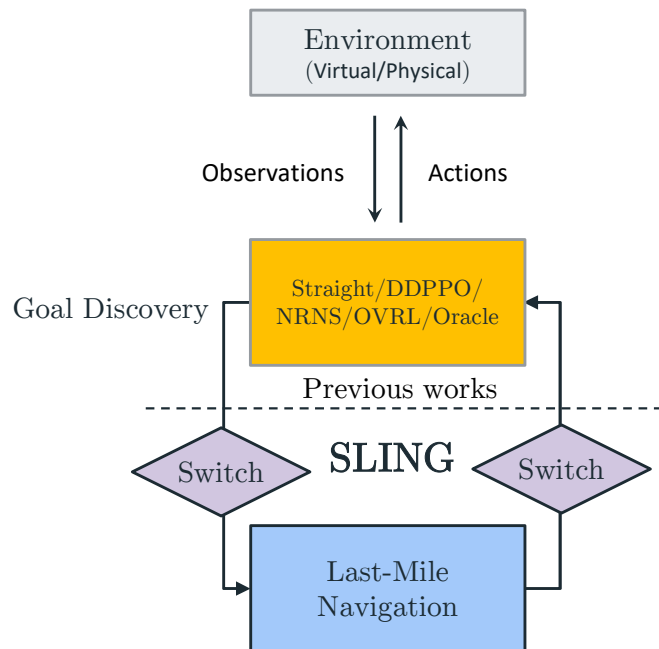 Environment
(Virtual/Physical)
Observations
Actions
Goal Discovery
Straight/DDPPO/
NRNS/OVRL/Oracle
Previous works
Switch
SLING
Switch
Last-Mile
Navigation